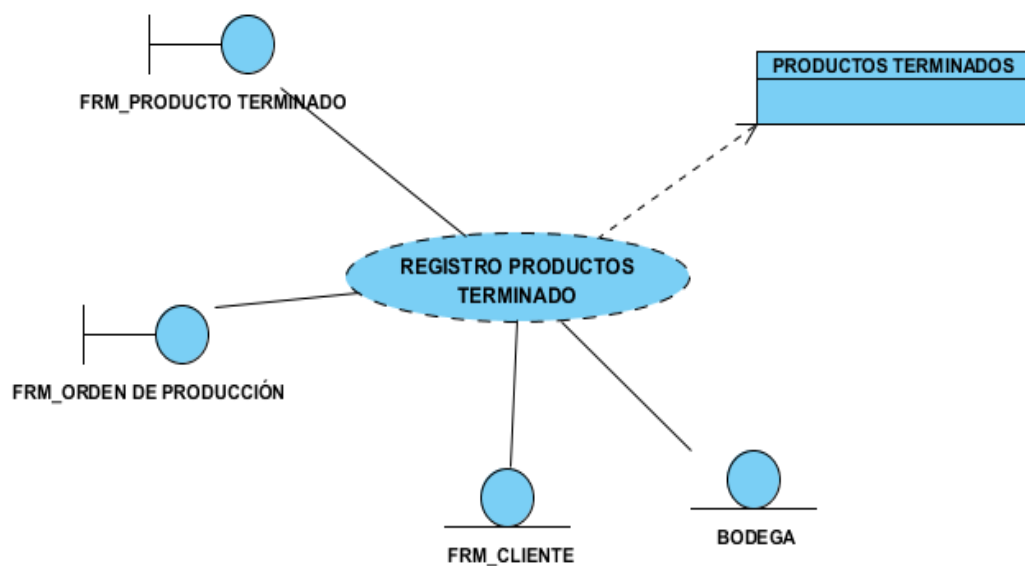 PRODUCTOS TERMINADOS
FRM_PRODUCTO TERMINADO
REGISTRO PRODUCTOS
TERMINADO
FRM_ORDEN DE PRODUCCIÓN
FRM_CLIENTE
BODEGA